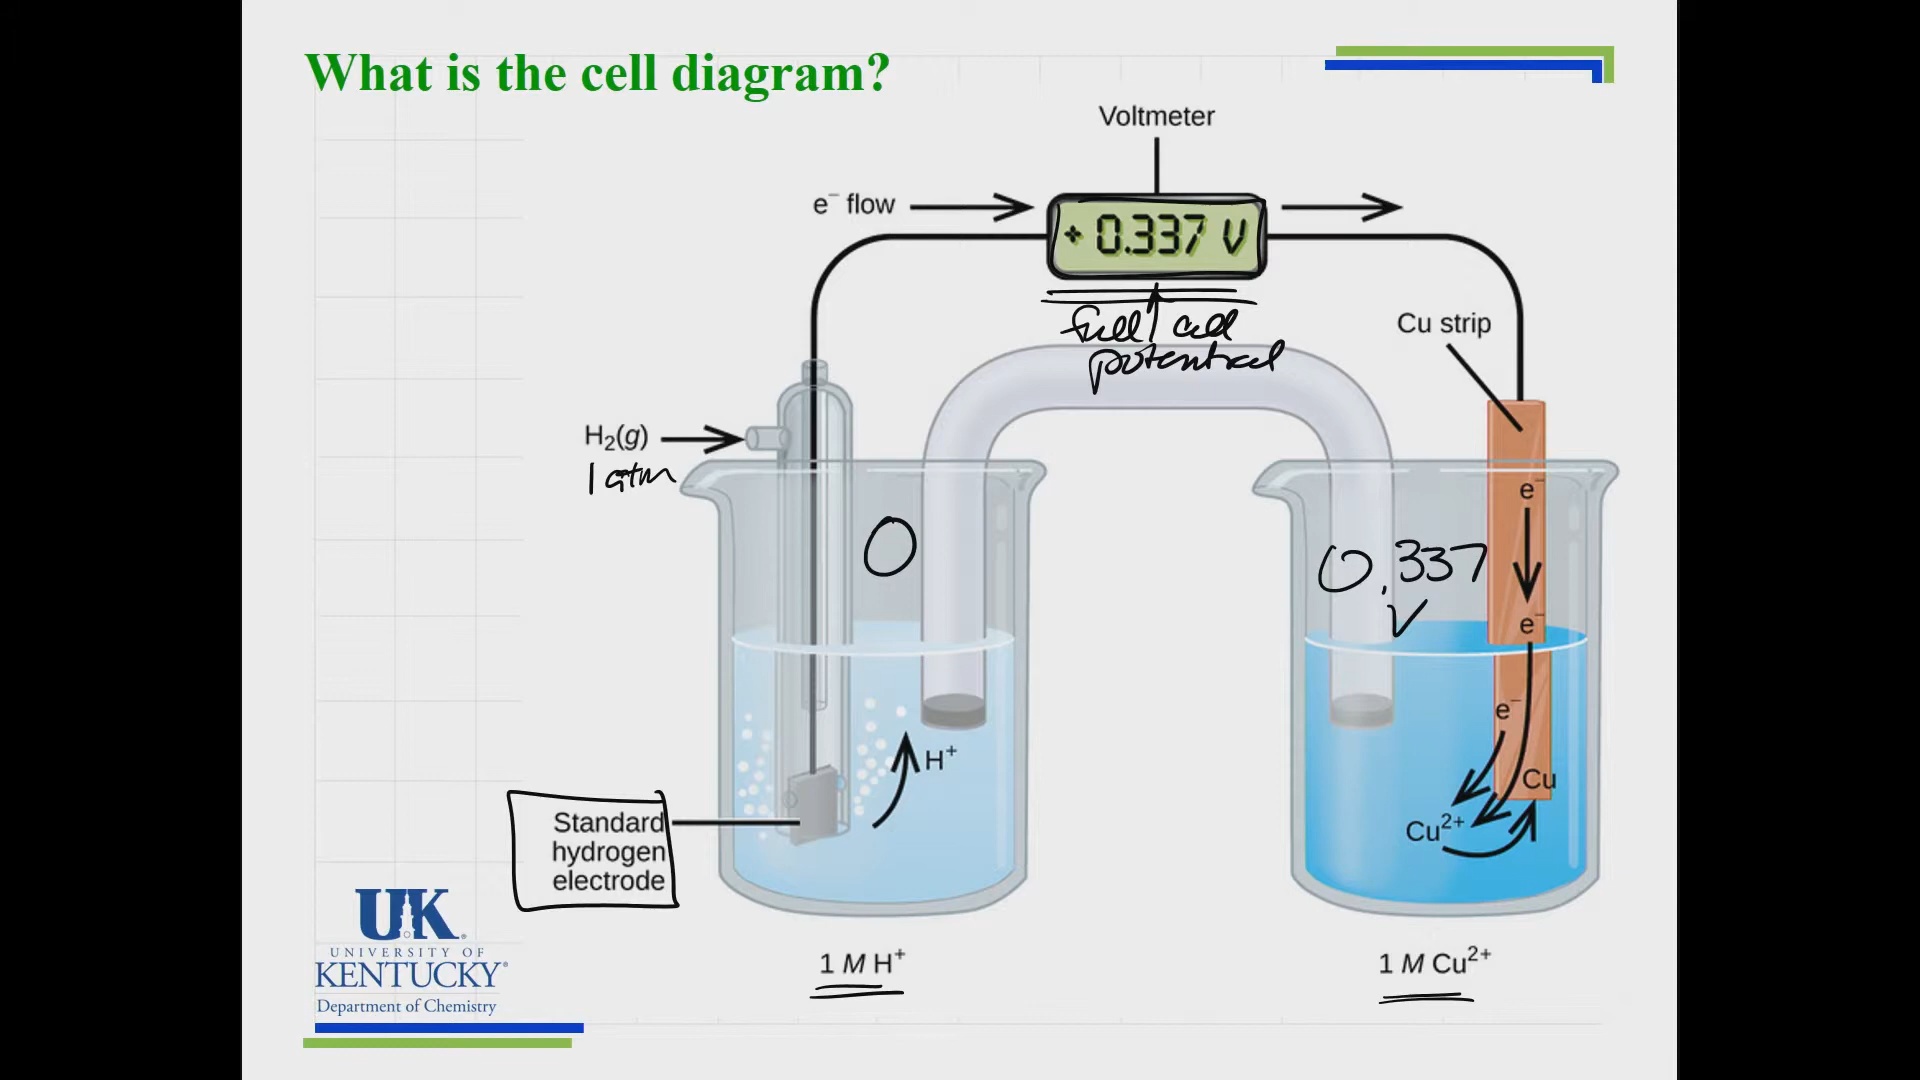 What is the cell diagram?
Voltmeter
e⁻ flow
+ 0.337 V
full cell
potential
Cu strip
H₂(g)
1 atm
0
0.337
V
e⁻
e⁻
e⁻
H⁺
Cu
Cu²⁺
Standard
hydrogen
electrode
1 M H⁺
1 M Cu²⁺
UK
UNIVERSITY OF
KENTUCKY®
Department of Chemistry